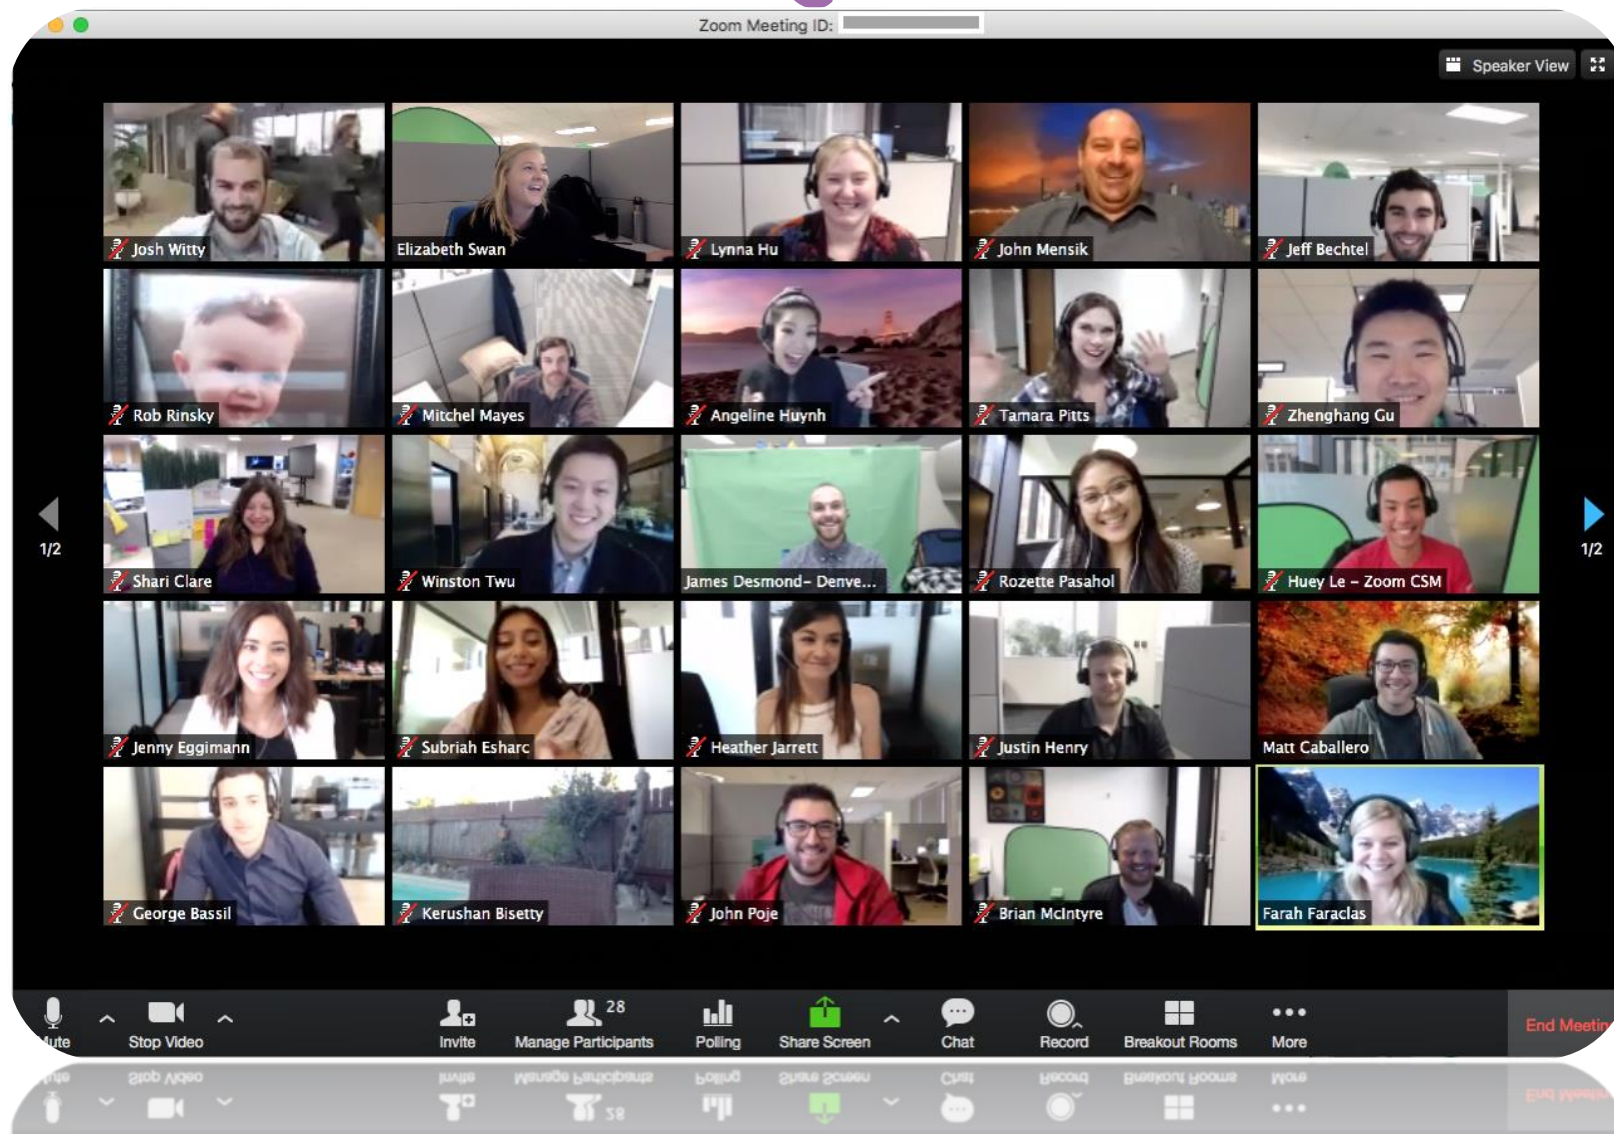 Zoom Meeting ID:
Speaker View
Josh Witty
Elizabeth Swan
Lynna Hu
John Mensik
Jeff Bechtel
Rob Rinsky
Mitchel Mayes
Angeline Huynh
Tamara Pitts
Zhenghang Gu
1/2
1/2
Shari Clare
Winston Twu
James Desmond– Denve...
Rozette Pasahol
Huey Le – Zoom CSM
Jenny Eggimann
Subriah Esharc
Heather Jarrett
Justin Henry
Matt Caballero
George Bassil
Kerushan Bisetty
John Poje
Brian McIntyre
Farah Faraclas
28
Mute
Stop Video
Invite
Manage Participants
Polling
Share Screen
Chat
Record
Breakout Rooms
More
End Meetin